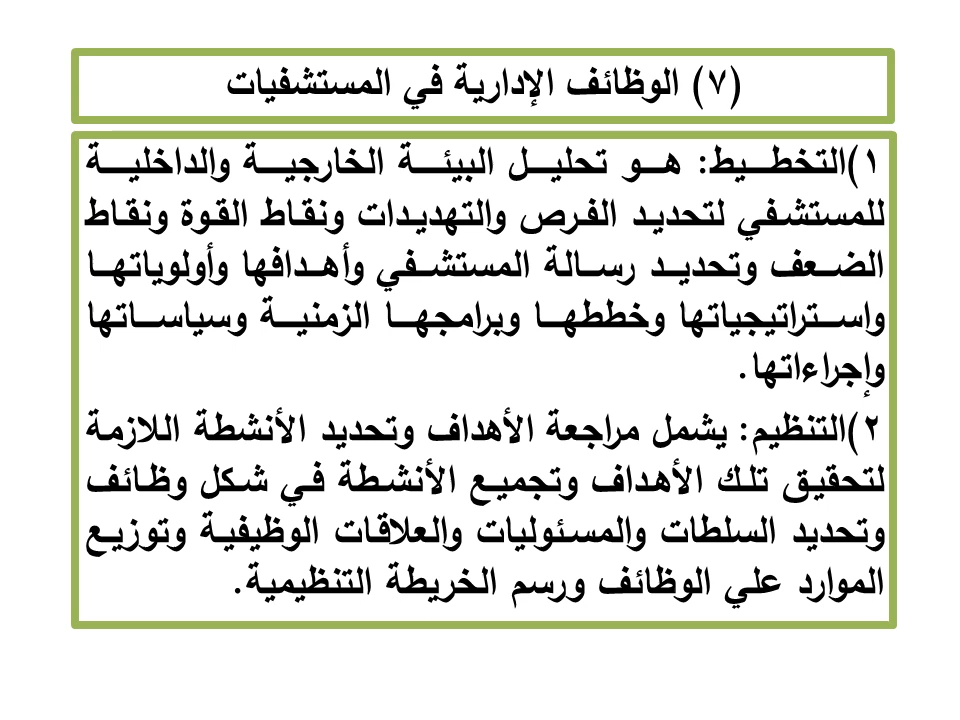 (٧) الوظائف الإدارية في المستشفيات
١)التخطيط: هو تحليل البيئة الخارجية والداخلية
للمستشفي لتحديد الفرص والتهديدات ونقاط القوة ونقاط
الضعف وتحديد رسالة المستشفي وأهدافها وأولوياتها
واستراتيجياتها وخططها وبرامجها الزمنية وسياساتها
وإجراءاتها.
٢)التنظيم: يشمل مراجعة الأهداف وتحديد الأنشطة اللازمة
لتحقيق تلك الأهداف وتجميع الأنشطة في شكل وظائف
وتحديد السلطات والمسئوليات والعلاقات الوظيفية وتوزيع
الموارد علي الوظائف ورسم الخريطة التنظيمية.